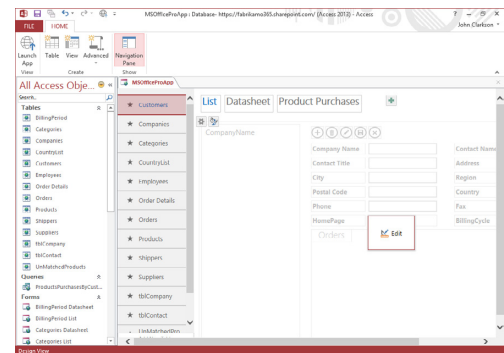 MSOfficeProApp : Database- https://fabrikamo365.sharepoint.com/ (Access 2013) - Access
FILE
HOME
John Clarkson
Launch App
Table
View
Advanced
Navigation Pane
View
Create
Show
All Access Obje...
MSOfficeProApp
Search..
Tables
BillingPeriod
Categories
Companies
CountryList
Customers
Employees
Order Details
Orders
Products
Shippers
Suppliers
tblCompany
tblContact
UnMatchedProducts
Queries
ProductsPurchasesByCust...
Forms
BillingPeriod Datasheet
BillingPeriod List
Categories Datasheet
Categories List
Customers
Companies
Categories
CountryList
Employees
Order Details
Orders
Products
Shippers
Suppliers
tblCompany
tblContact
UnMatchedPro
List
Datasheet
Product Purchases
CompanyName
Company Name
Contact Name
Contact Title
Address
City
Region
Postal Code
Country
Phone
Fax
HomePage
BillingCycle
Orders
Edit
Design View